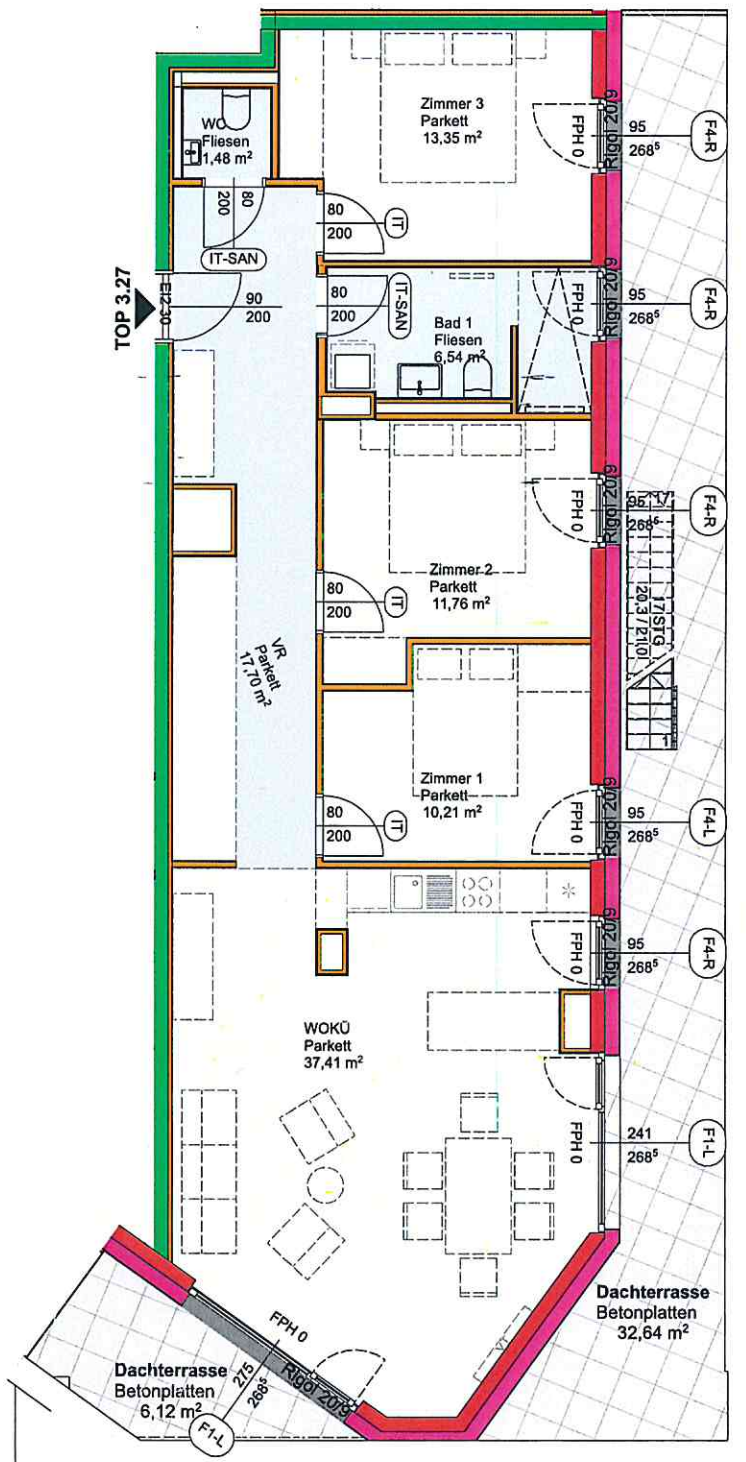 WC
Fliesen
1,48 m²
80
200
IT-SAN
Zimmer 3
Parkett
13,35 m²
80
200
IT
FPH 0
Rigol 20/9
95
268⁵
F4-R
TOP 3.27
EI2 30
90
200
80
200
IT-SAN
Bad 1
Fliesen
6,54 m²
FPH 0
Rigol 20/9
95
268⁵
F4-R
Zimmer 2
Parkett
11,76 m²
80
200
IT
FPH 0
Rigol 20/9
95
268⁵
F4-R
17
17STG
20,3 / 21,0
1
VR
Parkett
17,70 m²
Zimmer 1
Parkett
10,21 m²
80
200
IT
FPH 0
Rigol 20/9
95
268⁵
F4-L
FPH 0
Rigol 20/9
95
268⁵
F4-R
WOKÜ
Parkett
37,41 m²
FPH 0
241
268⁵
F1-L
VT
Dachterrasse
Betonplatten
32,64 m²
FPH 0
Rigol 20/9
275
268⁵
F1-L
Dachterrasse
Betonplatten
6,12 m²